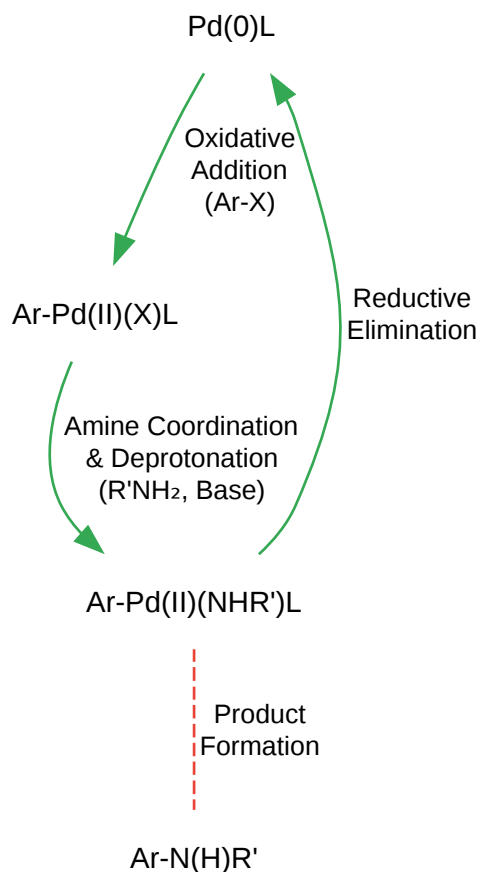 Pd(0)L
Oxidative
Addition
(Ar-X)
Ar-Pd(II)(X)L
Reductive
Elimination
Amine Coordination
& Deprotonation
(R'NH₂, Base)
Ar-Pd(II)(NHR')L
Product
Formation
Ar-N(H)R'